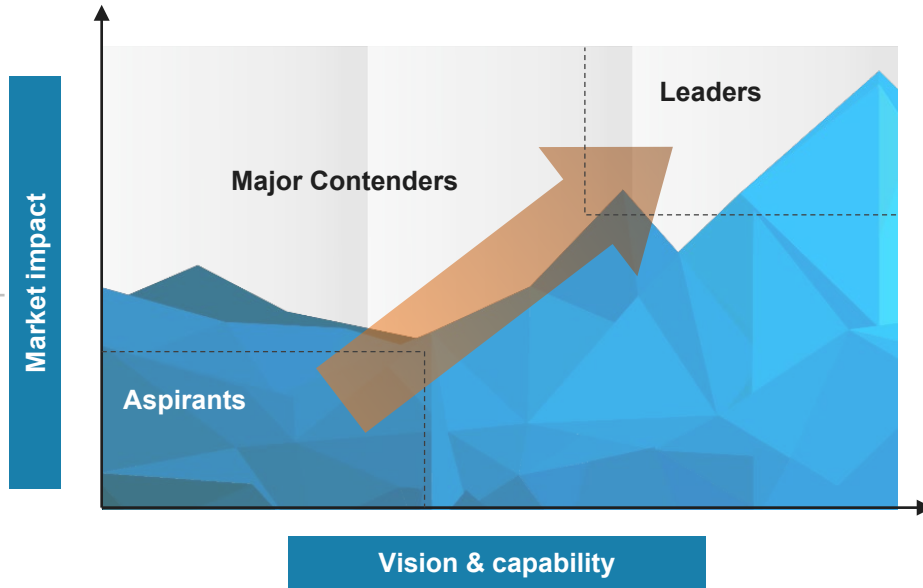 Leaders
Major Contenders
Market impact
Aspirants
Vision & capability